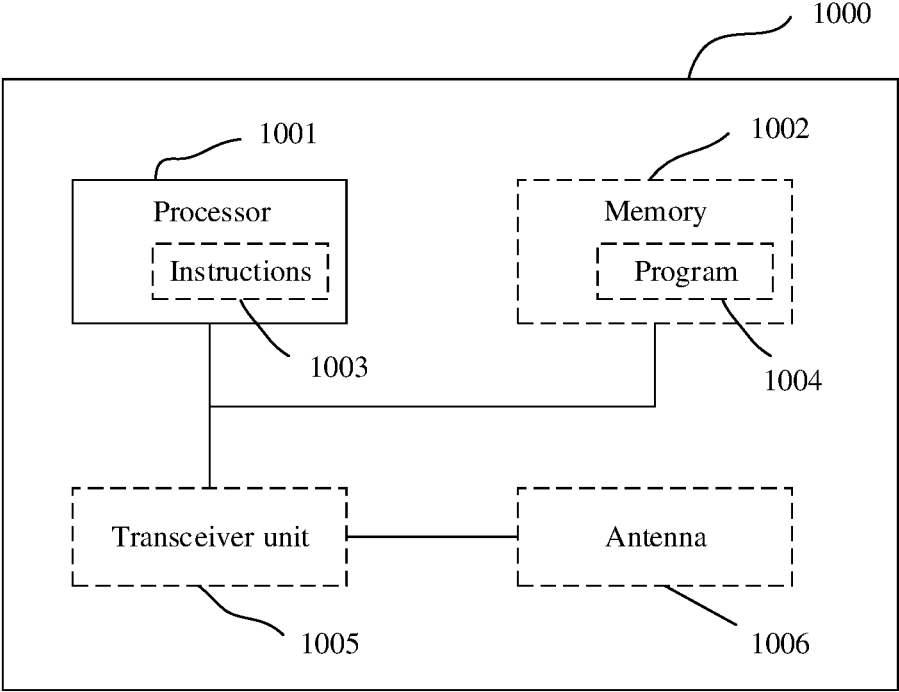 1000
1001
1002
Processor
Memory
Instructions
Program
1003
1004
Transceiver unit
Antenna
1005
1006